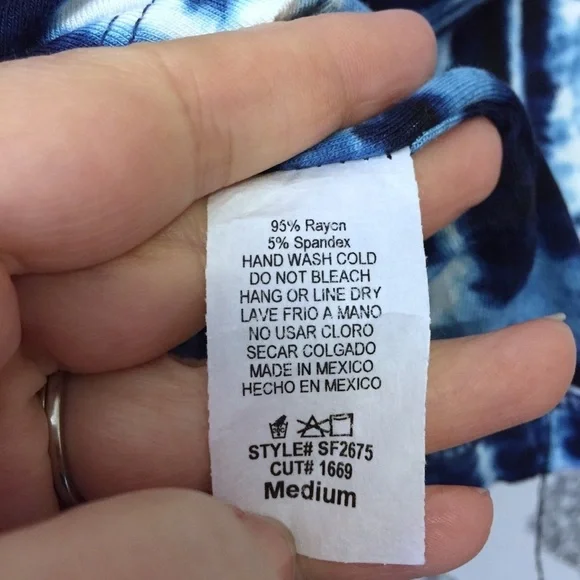 95% Rayon
5% Spandex
HAND WASH COLD
DO NOT BLEACH
HANG OR LINE DRY
LAVE FRIO A MANO
NO USAR CLORO
SECAR COLGADO
MADE IN MEXICO
HECHO EN MEXICO
STYLE# SF2675
CUT# 1669
Medium